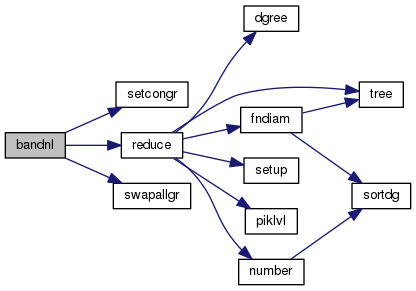 bandnl
setcongr
reduce
swapallgr
dgree
fndiam
setup
piklvl
number
tree
sortdg